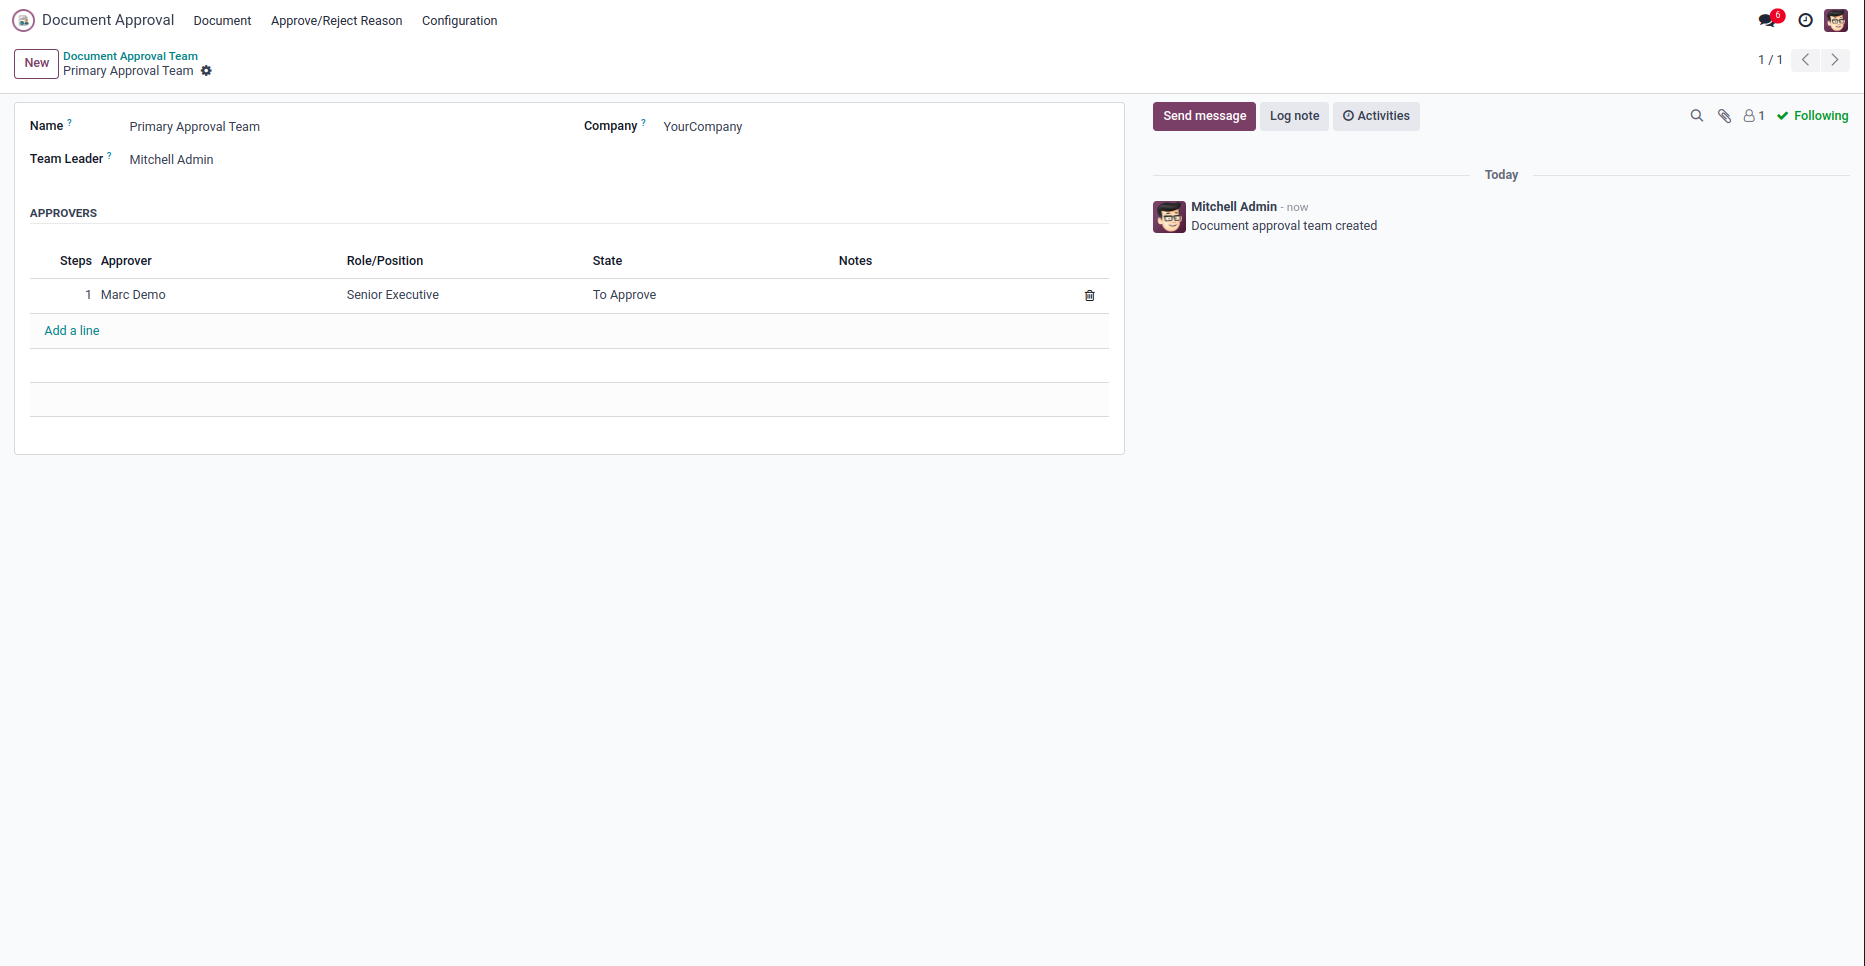 Document Approval Document Approve/Reject Reason Configuration 6
New Document Approval Team
Primary Approval Team 1 / 1
Name ? Primary Approval Team Company ? YourCompany
Team Leader ? Mitchell Admin
APPROVERS
Steps Approver Role/Position State Notes
1 Marc Demo Senior Executive To Approve
Add a line
Send message Log note Activities 1 Following
Today
Mitchell Admin - now
Document approval team created